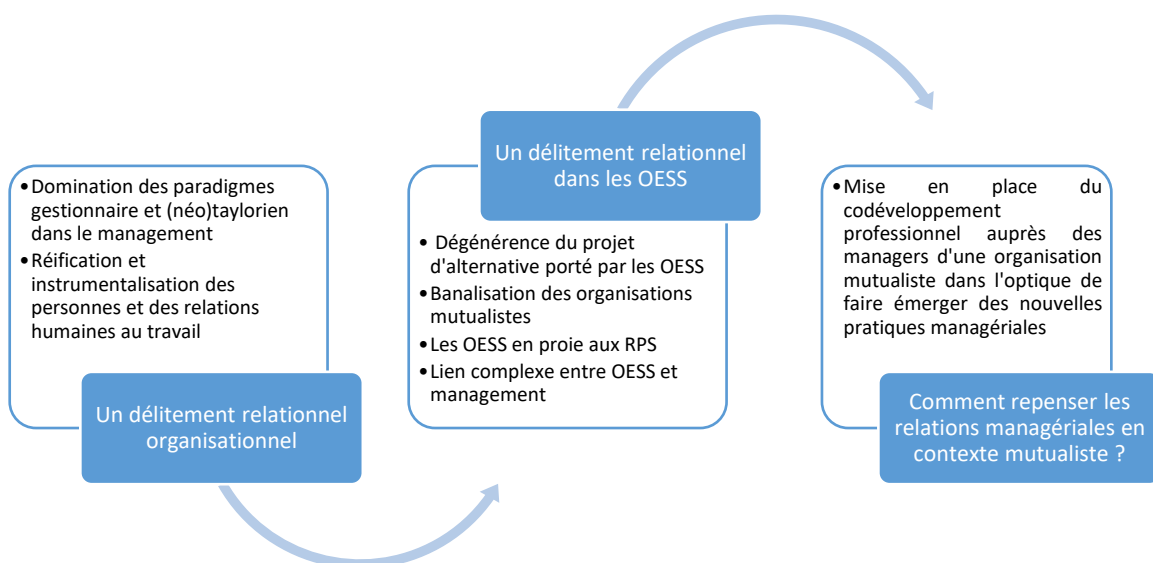 •Domination des paradigmes
gestionnaire et (néo)taylorien
dans le management
•Réification et
instrumentalisation des
personnes et des relations
humaines au travail
Un délitement relationnel
organisationnel
Un délitement relationnel
dans les OESS
• Dégénérence du projet
d'alternative porté par les OESS
•Banalisation des organisations
mutualistes
•Les OESS en proie aux RPS
•Lien complexe entre OESS et
management
•Mise en place du
codéveloppement
professionnel auprès des
managers d'une organisation
mutualiste dans l'optique de
faire émerger des nouvelles
pratiques managériales
Comment repenser les
relations managériales en
contexte mutualiste ?